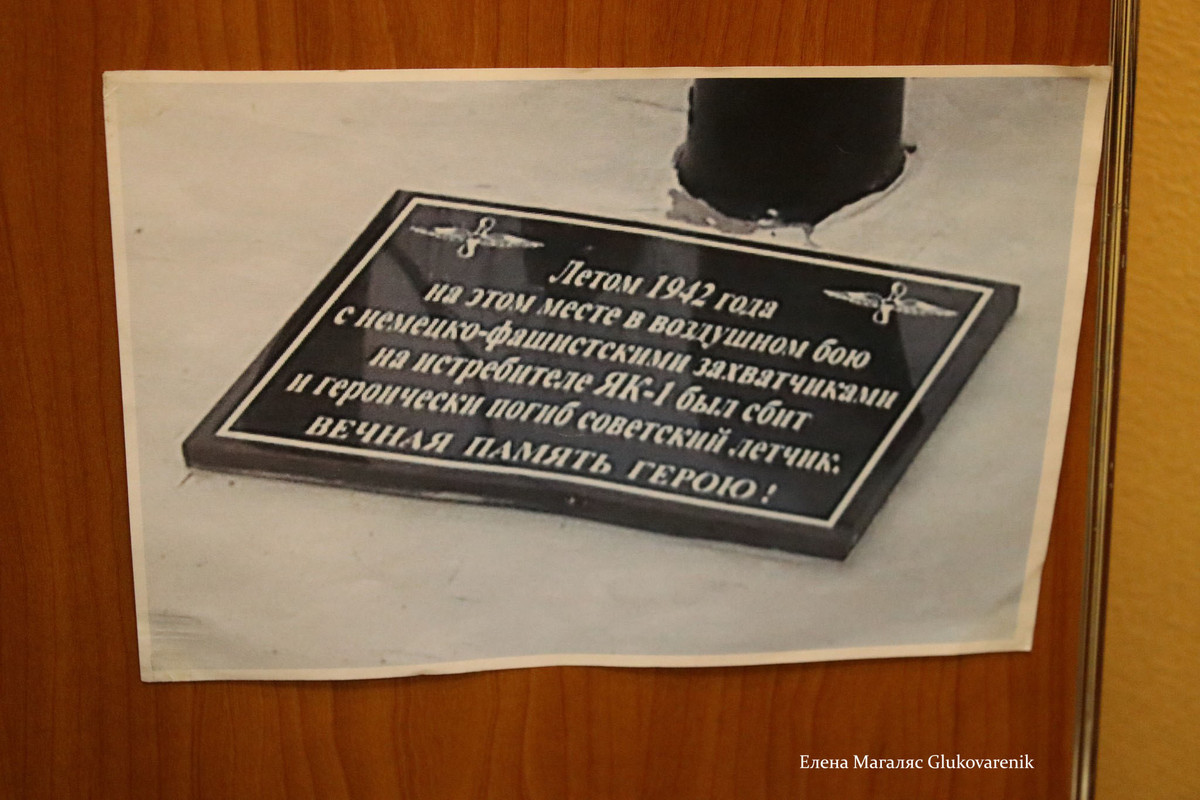 Летом 1942 года
на этом месте в воздушном бою
с немецко-фашистскими захватчиками
на истребителе ЯК-1 был сбит
и героически погиб советский летчик.
ВЕЧНАЯ ПАМЯТЬ ГЕРОЮ!
Елена Магаляс Glukovarenik